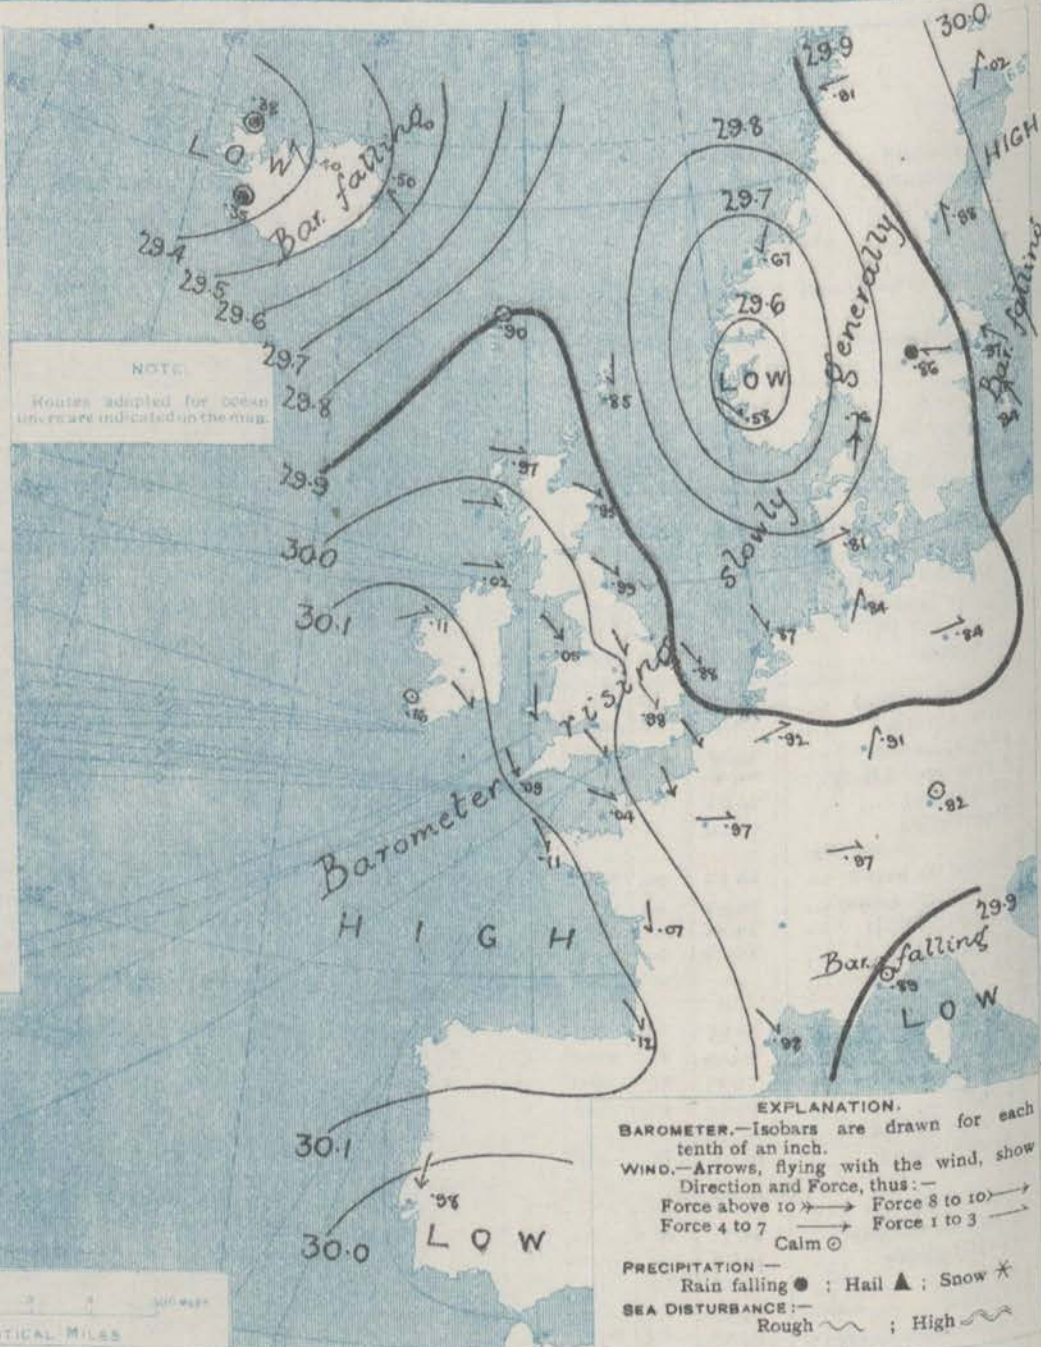 30.0
29.9
.02
.81
HIGH
.38
LOW
.40
Bar. falling.
.50
.35
29.8
29.7
.67
.88
29.4
29.5
29.6
29.7
29.8
29.9
.90
29.6
LOW
.58
generally
.86
Bar. falling
.85
.76
NOTE.
Routes adopted for ocean
liners are indicated on the map.
.97
30.0
slowly
.81
.02
.99
30.1
.11
.84
.84
.87
.05
.88
rising
.88
.92
.91
.09
.04
.92
.97
.97
Barometer
.11
HIGH
.07
29.9
Bar. falling
.89
LOW
.12
.98
30.1
.98
30.0
LOW
EXPLANATION.
BAROMETER.—Isobars are drawn for each
tenth of an inch.
WIND.—Arrows, flying with the wind, show
Direction and Force, thus:—
Force above 10 Force 8 to 10
Force 4 to 7 Force 1 to 3
Calm ⊙
PRECIPITATION —
Rain falling ● ; Hail ▲ ; Snow
SEA DISTURBANCE:—
Rough ; High
MILES